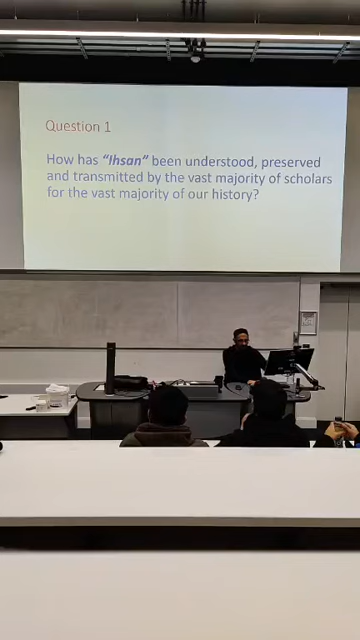 Question 1
How has “Ihsan” been understood, preserved
and transmitted by the vast majority of scholars
for the vast majority of our history?